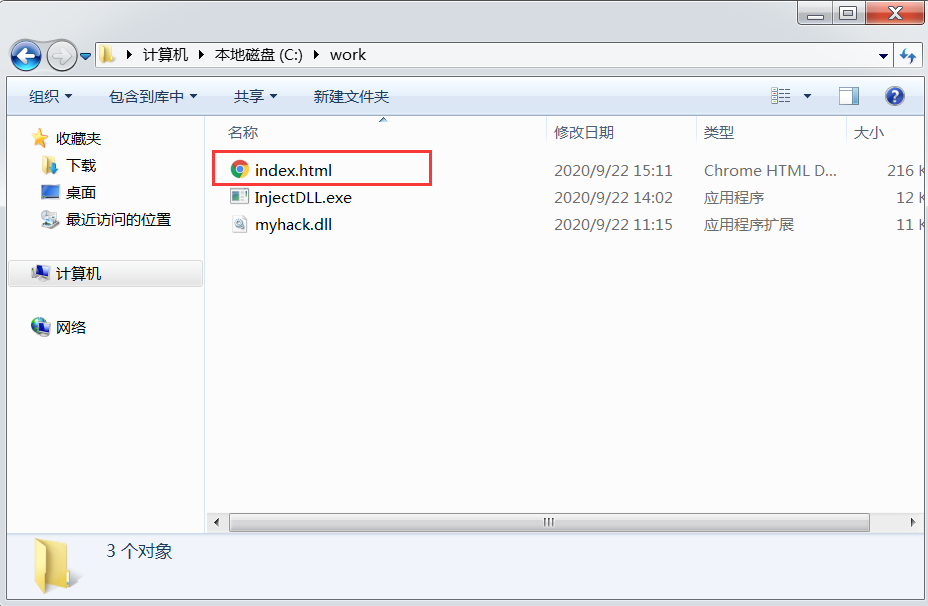 计算机 本地磁盘 (C:) work
组织 包含到库中 共享 新建文件夹
名称 修改日期 类型 大小
收藏夹
下载
桌面
最近访问的位置
计算机
网络
index.html 2020/9/22 15:11 Chrome HTML D... 216 K
InjectDLL.exe 2020/9/22 14:02 应用程序 12 K
myhack.dll 2020/9/22 11:15 应用程序扩展 11 K
3 个对象